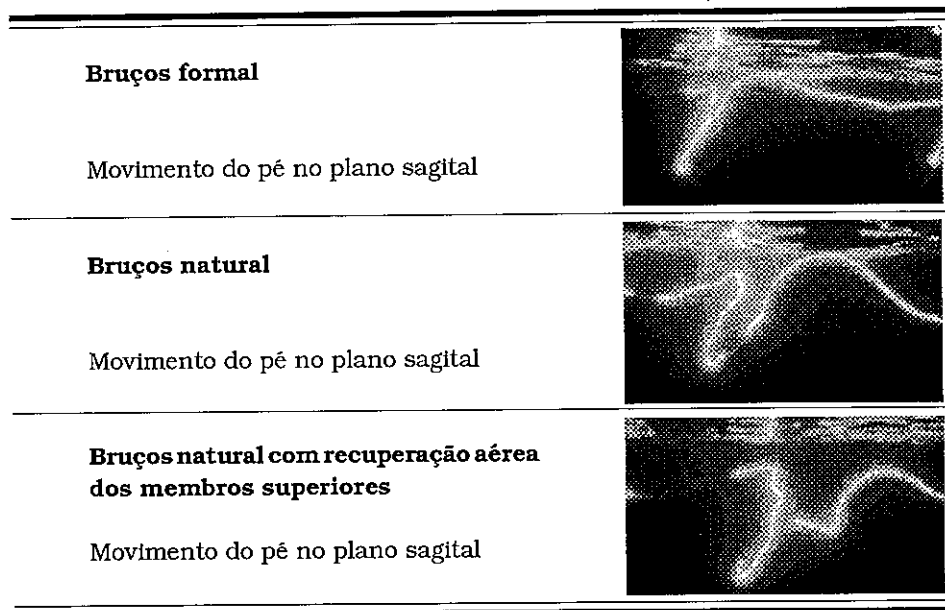 Bruços formal
Movimento do pé no plano sagital
Bruços natural
Movimento do pé no plano sagital
Bruços natural com recuperação aérea
dos membros superiores
Movimento do pé no plano sagital